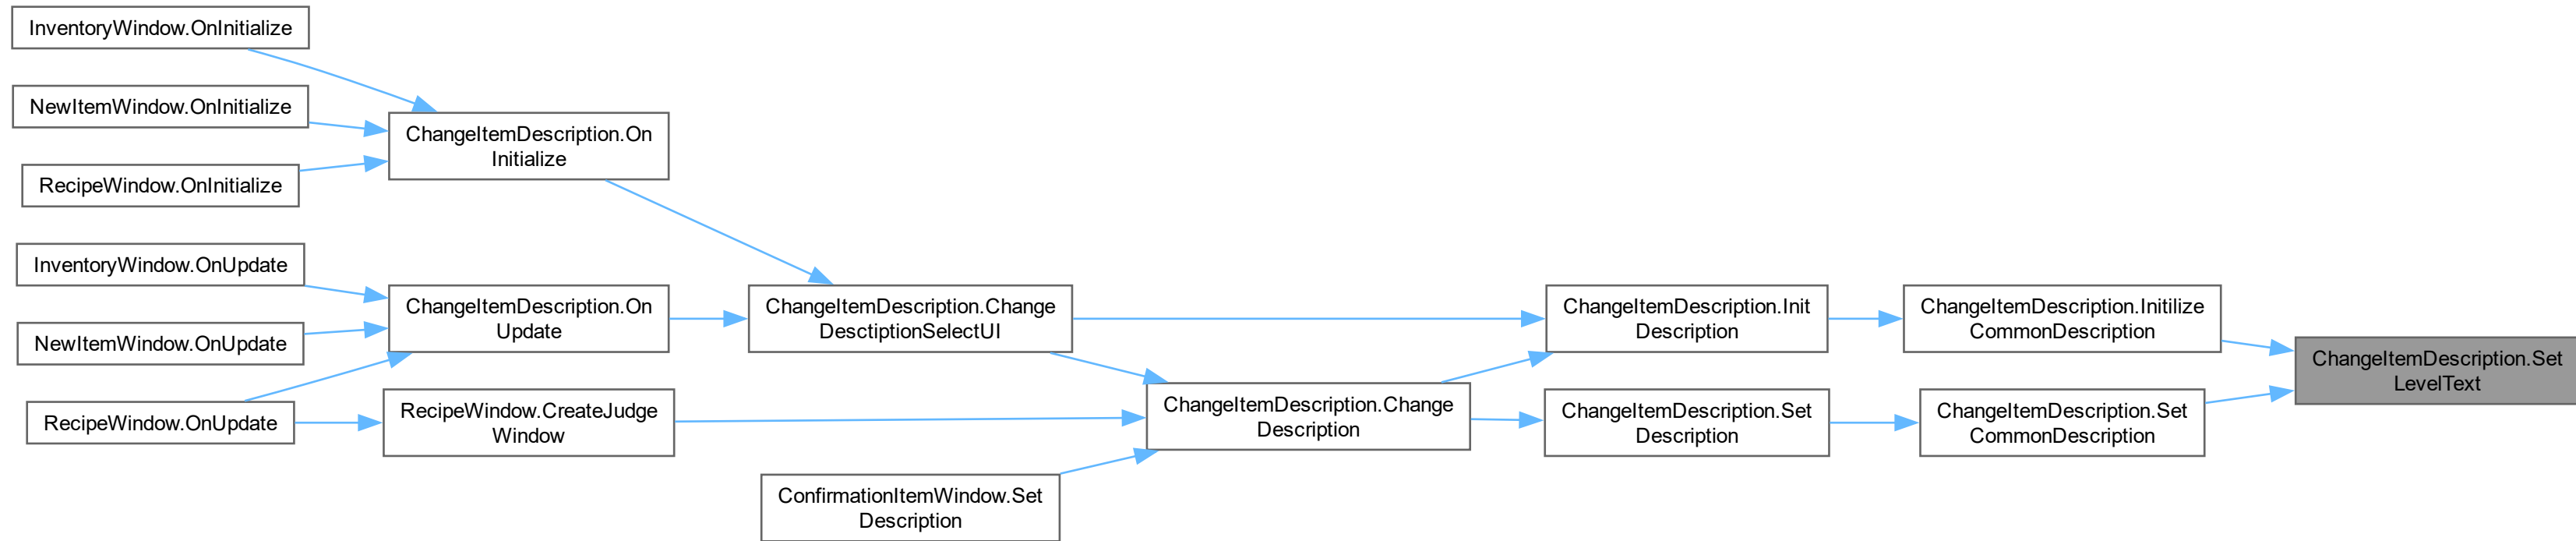 InventoryWindow.OnInitialize
NewItemWindow.OnInitialize
RecipeWindow.OnInitialize
InventoryWindow.OnUpdate
NewItemWindow.OnUpdate
RecipeWindow.OnUpdate
ChangeItemDescription.On
Initialize
ChangeItemDescription.On
Update
RecipeWindow.CreateJudge
Window
ChangeItemDescription.Change
DesctiptionSelectUI
ConfirmationItemWindow.Set
Description
ChangeItemDescription.Change
Description
ChangeItemDescription.Init
Description
ChangeItemDescription.Set
Description
ChangeItemDescription.Initilize
CommonDescription
ChangeItemDescription.Set
CommonDescription
ChangeItemDescription.Set
LevelText